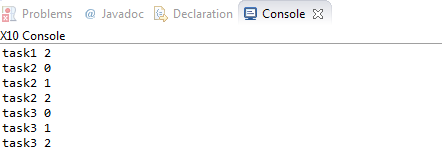 Problems @ Javadoc Declaration Console
X10 Console
task1 2
task2 0
task2 1
task2 2
task3 0
task3 1
task3 2